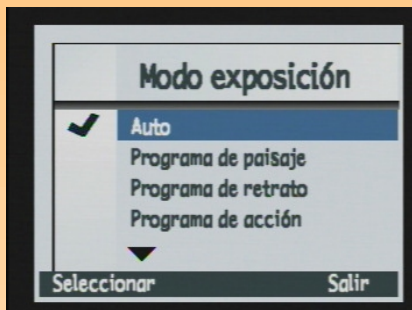 Modo exposición
Auto
Programa de paisaje
Programa de retrato
Programa de acción
Seleccionar Salir